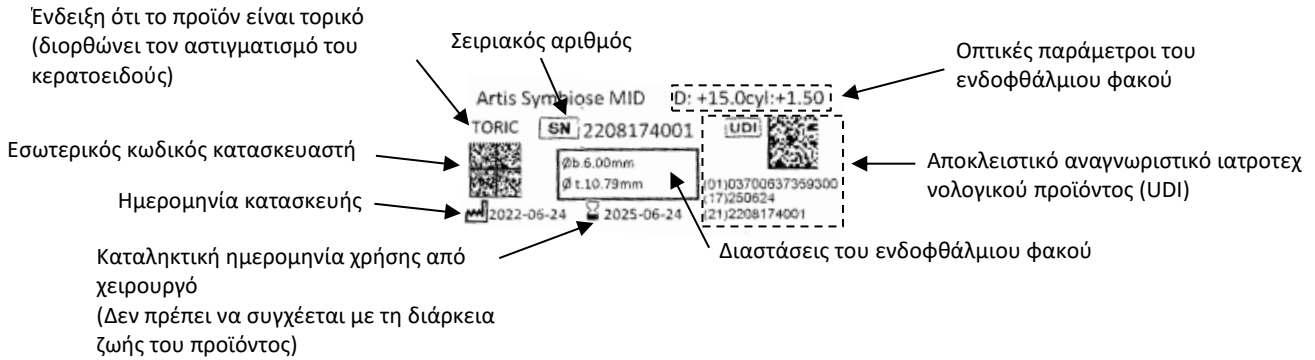 Ένδειξη ότι το προϊόν είναι τορικό
(διορθώνει τον αστιγματισμό του
κερατοειδούς)
Σειριακός αριθμός
Οπτικές παράμετροι του
ενδοφθάλμιου φακού
Artis Symbiose MID D: +15.0cyl:+1.50
TORIC SN 2208174001 UDI
Εσωτερικός κωδικός κατασκευαστή
Øb.6.00mm
Ø t.10.79mm
(01)03700637359300
(17)250624
(21)2208174001
Αποκλειστικό αναγνωριστικό ιατροτεχ
νολογικού προϊόντος (UDI)
Ημερομηνία κατασκευής
2022-06-24 2025-06-24
Διαστάσεις του ενδοφθάλμιου φακού
Καταληκτική ημερομηνία χρήσης από
χειρουργό
(Δεν πρέπει να συγχέεται με τη διάρκεια
ζωής του προϊόντος)